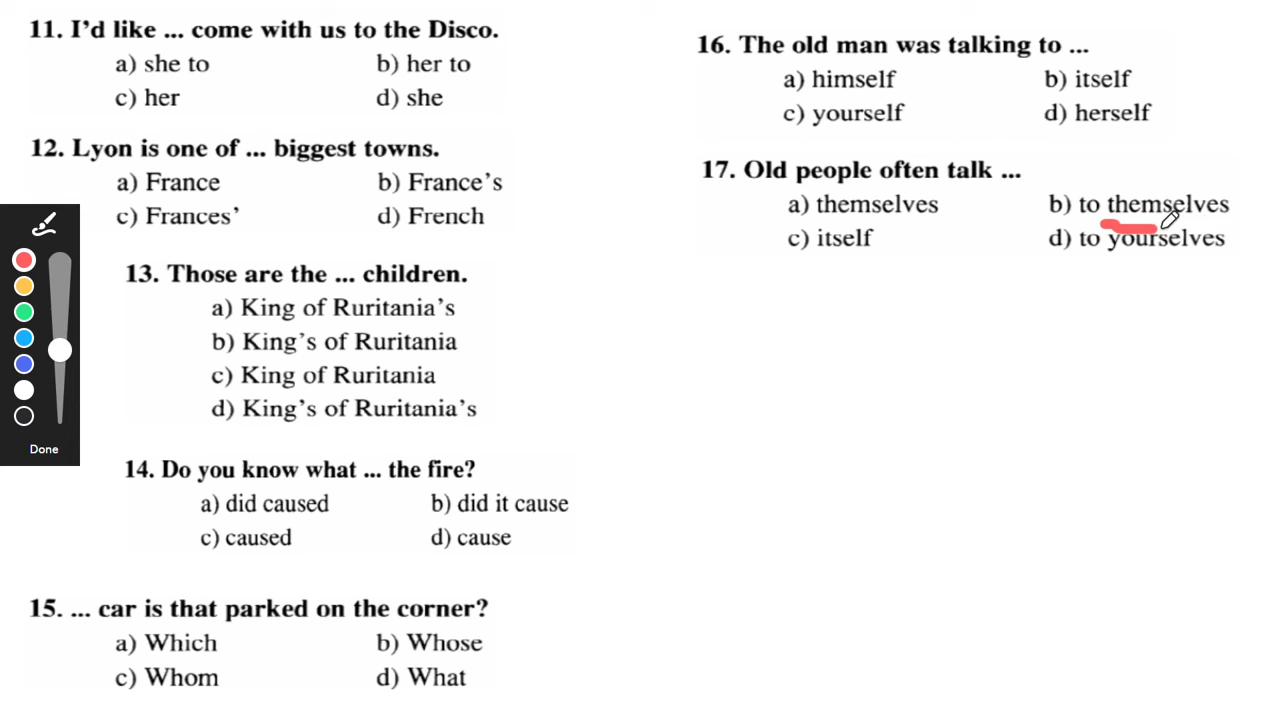 11. I'd like ... come with us to the Disco.
a) she to b) her to
c) her d) she
12. Lyon is one of ... biggest towns.
a) France b) France's
c) Frances' d) French
13. Those are the ... children.
a) King of Ruritania's
b) King's of Ruritania
c) King of Ruritania
d) King's of Ruritania's
14. Do you know what ... the fire?
a) did caused b) did it cause
c) caused d) cause
15. ... car is that parked on the corner?
a) Which b) Whose
c) Whom d) What
16. The old man was talking to ...
a) himself b) itself
c) yourself d) herself
17. Old people often talk ...
a) themselves b) to themselves
c) itself d) to yourselves
Done